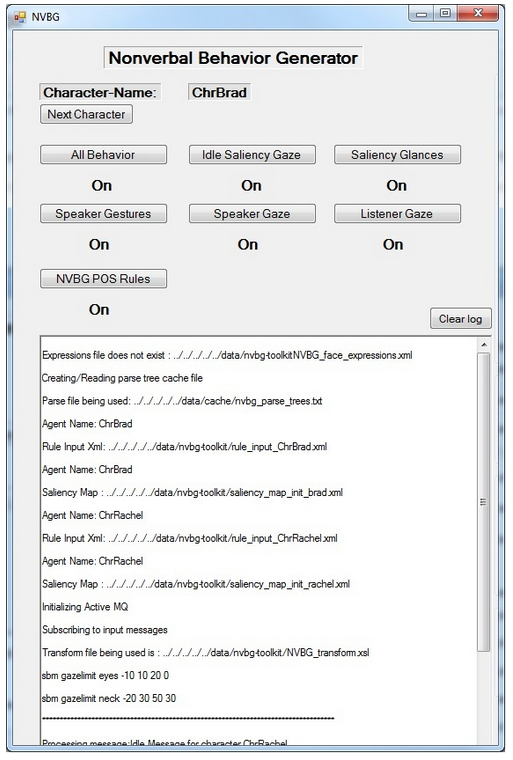 NVBG
Nonverbal Behavior Generator
Character-Name: ChrBrad
Next Character
All Behavior Idle Saliency Gaze Saliency Glances
On On On
Speaker Gestures Speaker Gaze Listener Gaze
On On On
NVBG POS Rules
On
Clear log
Expressions file does not exist : ../../../../../data/nvbg-toolkitNVBG_face_expressions.xml
Creating/Reading parse tree cache file
Parse file being used: ../../../../../data/cache/nvbg_parse_trees.txt
Agent Name: ChrBrad
Rule Input Xml: ../../../../../data/nvbg-toolkit/rule_input_ChrBrad.xml
Agent Name: ChrBrad
Saliency Map : ../../../../../data/nvbg-toolkit/saliency_map_init_brad.xml
Agent Name: ChrRachel
Rule Input Xml: ../../../../../data/nvbg-toolkit/rule_input_ChrRachel.xml
Agent Name: ChrRachel
Saliency Map : ../../../../../data/nvbg-toolkit/saliency_map_init_rachel.xml
Initializing Active MQ
Subscribing to input messages
Transform file being used is : ../../../../../data/nvbg-toolkit/NVBG_transform.xsl
sbm gazelimit eyes -10 10 20 0
sbm gazelimit neck -20 30 50 30
--------------------------------------------------------------------------------
Processing message:Idle Message for character ChrRachel